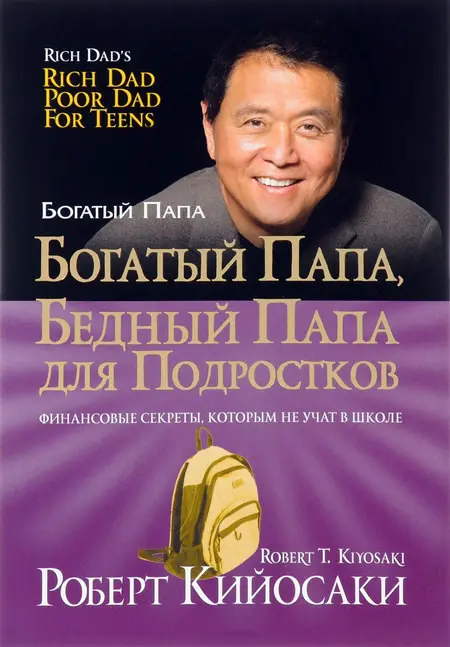 Rich Dad's
Rich Dad
Poor Dad
For Teens
Богатый Папа
Богатый Папа,
Бедный Папа
для Подростков
ФИНАНСОВЫЕ СЕКРЕТЫ, КОТОРЫМ НЕ УЧАТ В ШКОЛЕ
Robert T. Kiyosaki
Роберт Кийосаки